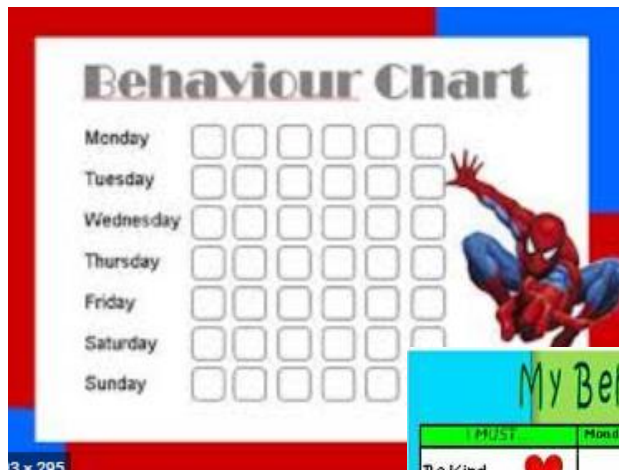 Behaviour Chart
Monday
Tuesday
Wednesday
Thursday
Friday
Saturday
Sunday
My Be
I MUST
Mond
Be Kind
3 x 295